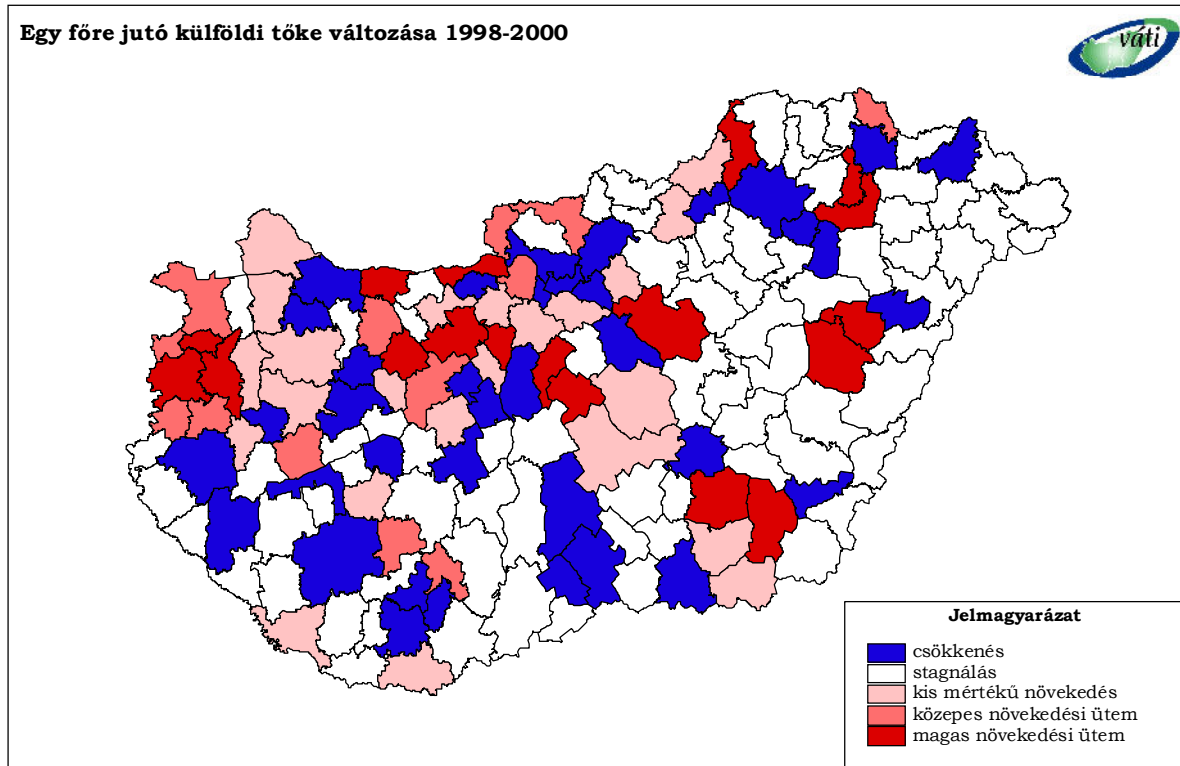 Egy főre jutó külföldi tőke változása 1998-2000
váti
Jelmagyarázat
csökkenés
stagnálás
kis mértékű növekedés
közepes növekedési ütem
magas növekedési ütem